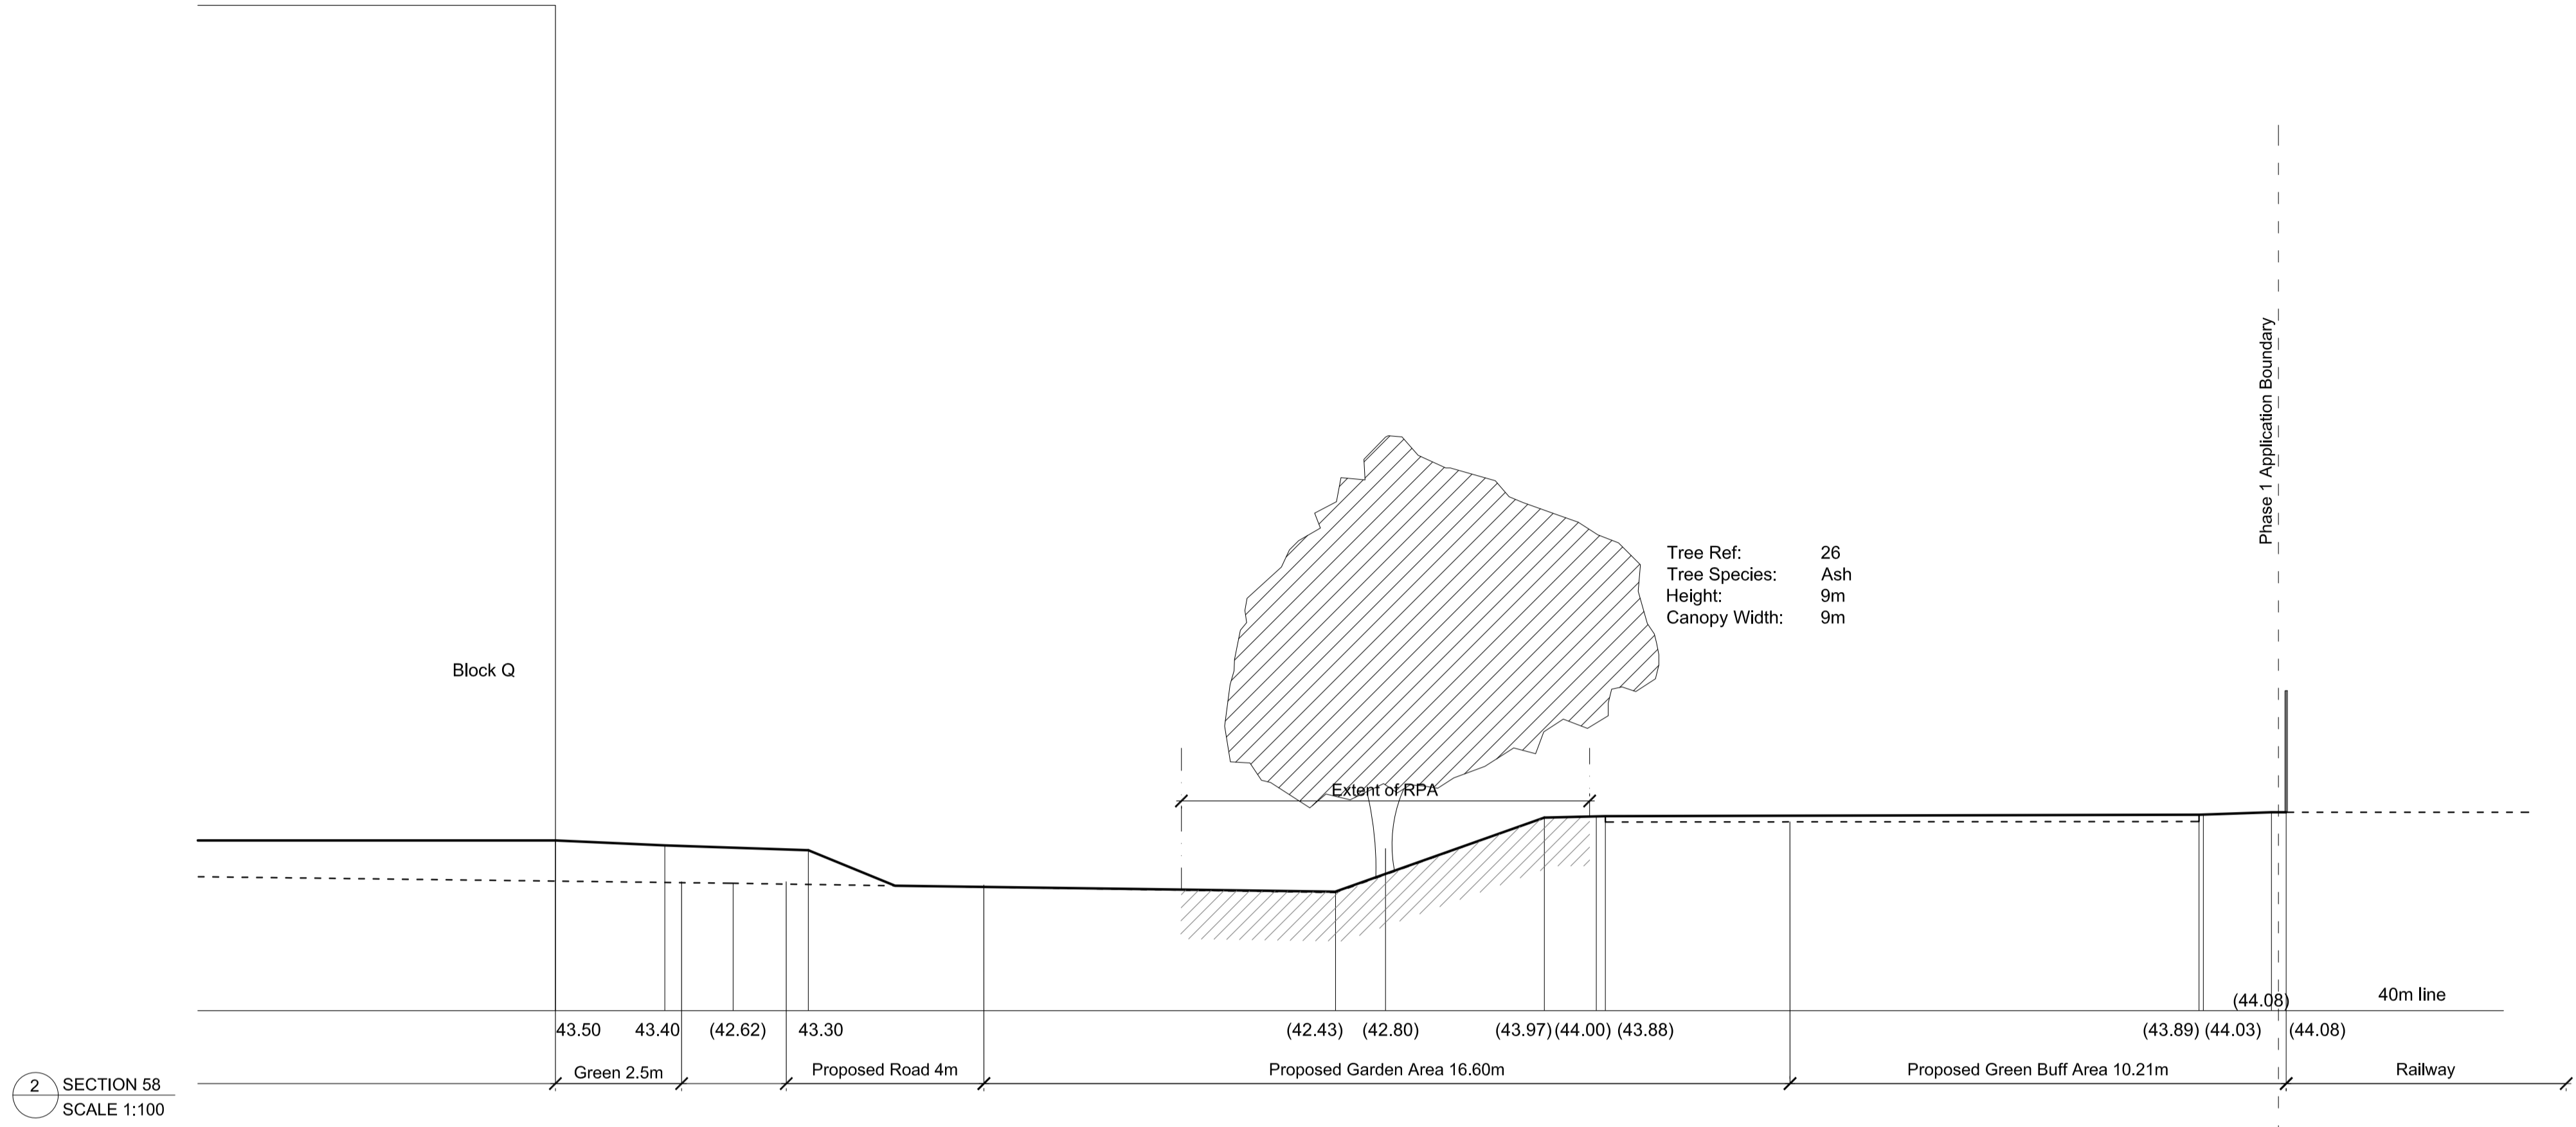 Phase 1 Application Boundary
Tree Ref: 26
Tree Species: Ash
Height: 9m
Canopy Width: 9m
Block Q
Extent of RPA
(44.08)
40m line
43.50 43.40 (42.62) 43.30 (42.43) (42.80) (43.97) (44.00) (43.88) (43.89) (44.03) (44.08)
Green 2.5m Proposed Road 4m Proposed Garden Area 16.60m Proposed Green Buff Area 10.21m Railway
2 SECTION 58
SCALE 1:100